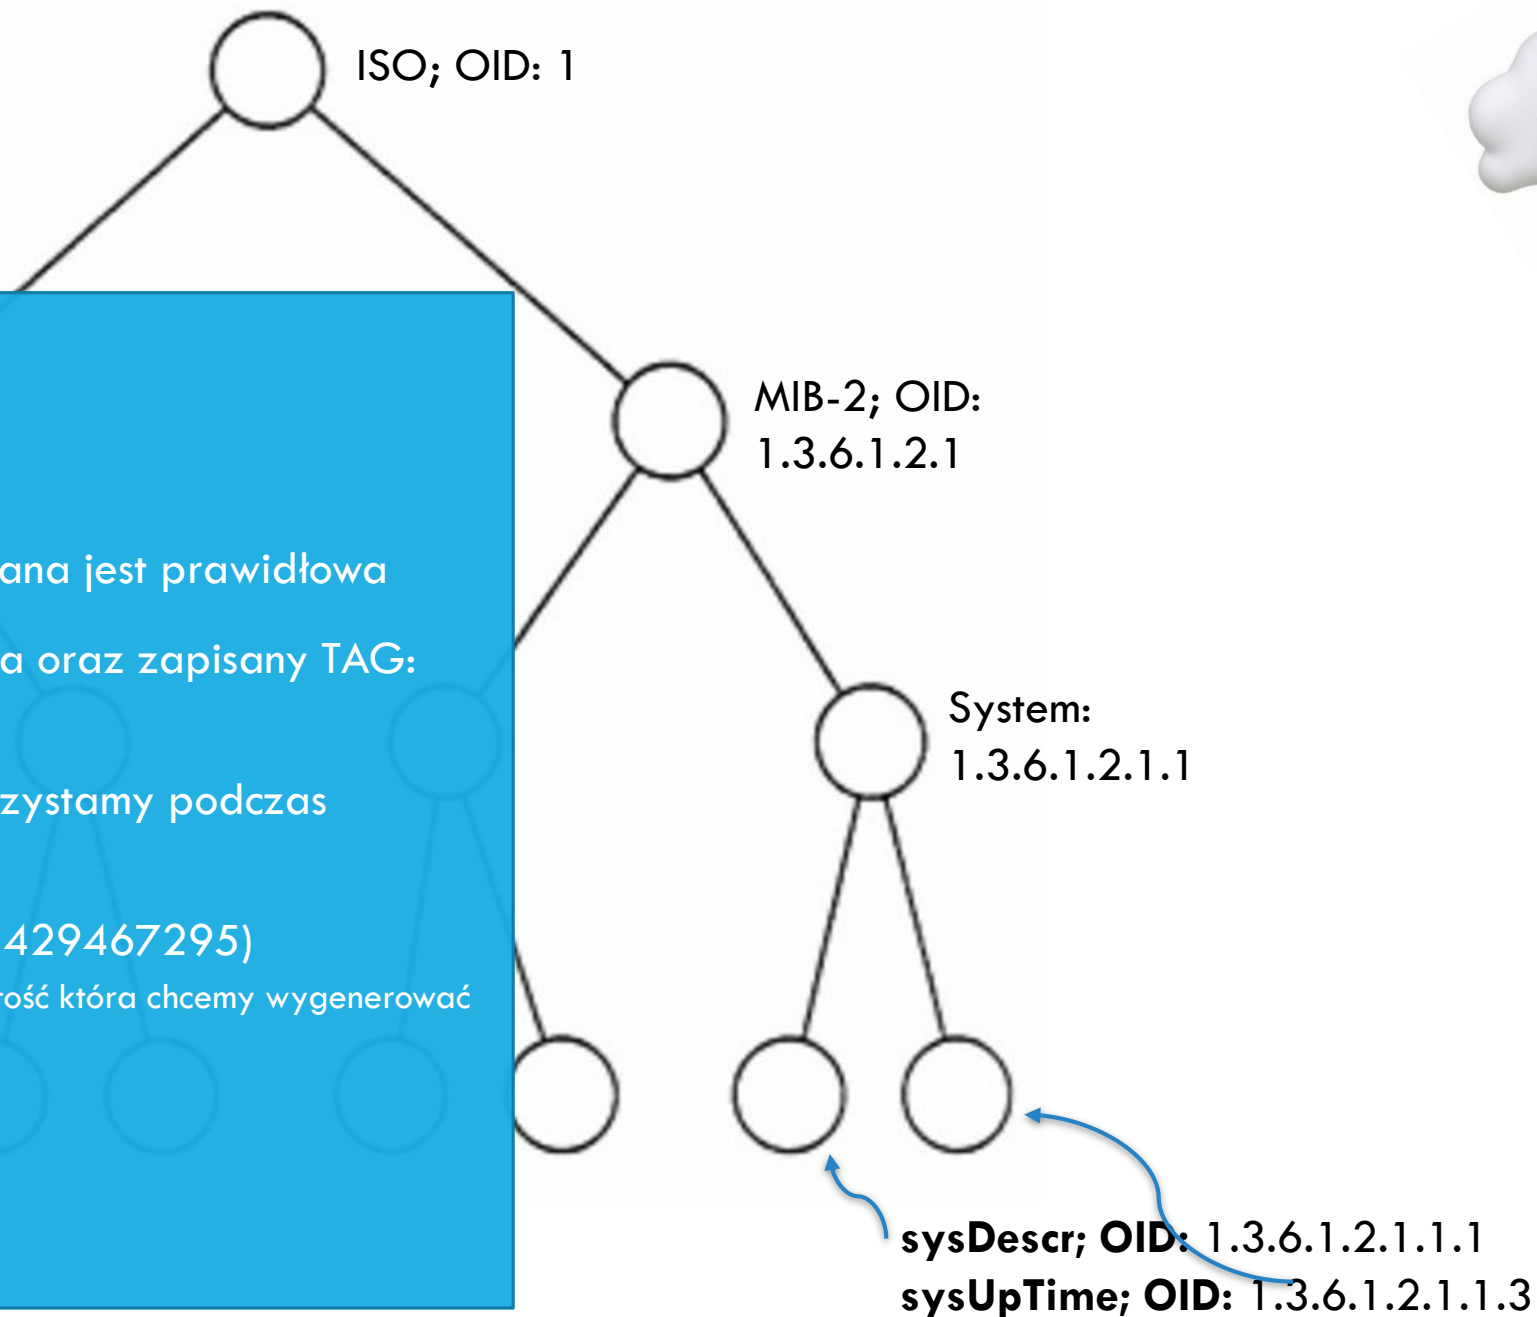 ISO; OID: 1
MIB-2; OID:
1.3.6.1.2.1
ana jest prawidłowa
a oraz zapisany TAG:
System:
1.3.6.1.2.1.1
zystamy podczas
429467295)
tość która chcemy wygenerować
sysDescr; OID: 1.3.6.1.2.1.1.1
sysUpTime; OID: 1.3.6.1.2.1.1.3